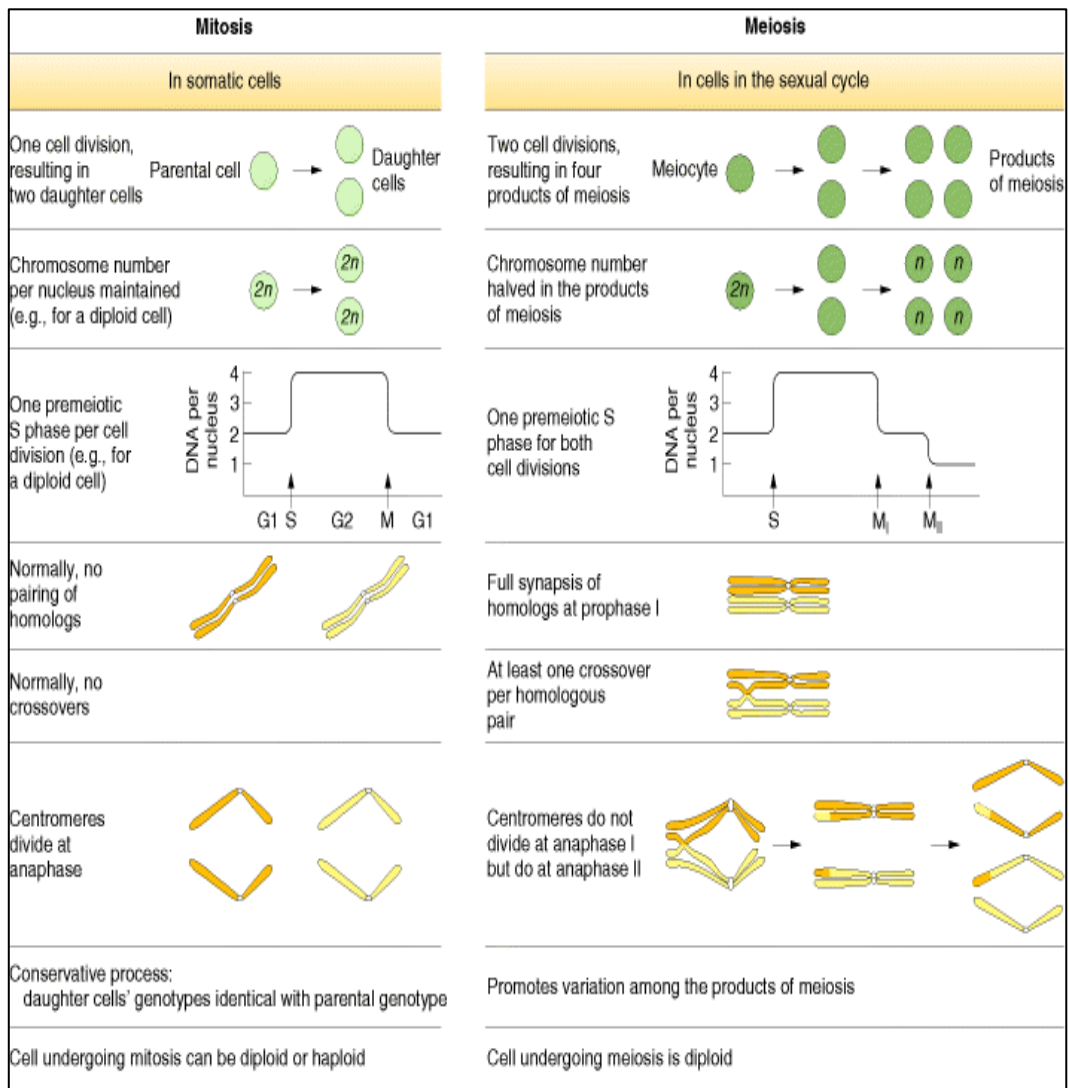 Mitosis
Meiosis
In somatic cells
In cells in the sexual cycle
One cell division,
resulting in
two daughter cells
Parental cell
Daughter
cells
Two cell divisions,
resulting in four
products of meiosis
Meiocyte
Products
of meiosis
Chromosome number
per nucleus maintained
(e.g., for a diploid cell)
2n
2n
2n
Chromosome number
halved in the products
of meiosis
2n
n n
n n
One premeiotic
S phase per cell
division (e.g., for
a diploid cell)
DNA per
nucleus
4
3
2
1
G1 S G2 M G1
One premeiotic S
phase for both
cell divisions
DNA per
nucleus
4
3
2
1
S MI MII
Normally, no
pairing of
homologs
Full synapsis of
homologs at prophase I
Normally, no
crossovers
At least one crossover
per homologous
pair
Centromeres
divide at
anaphase
Centromeres do not
divide at anaphase I
but do at anaphase II
Conservative process:
daughter cells' genotypes identical with parental genotype
Promotes variation among the products of meiosis
Cell undergoing mitosis can be diploid or haploid
Cell undergoing meiosis is diploid